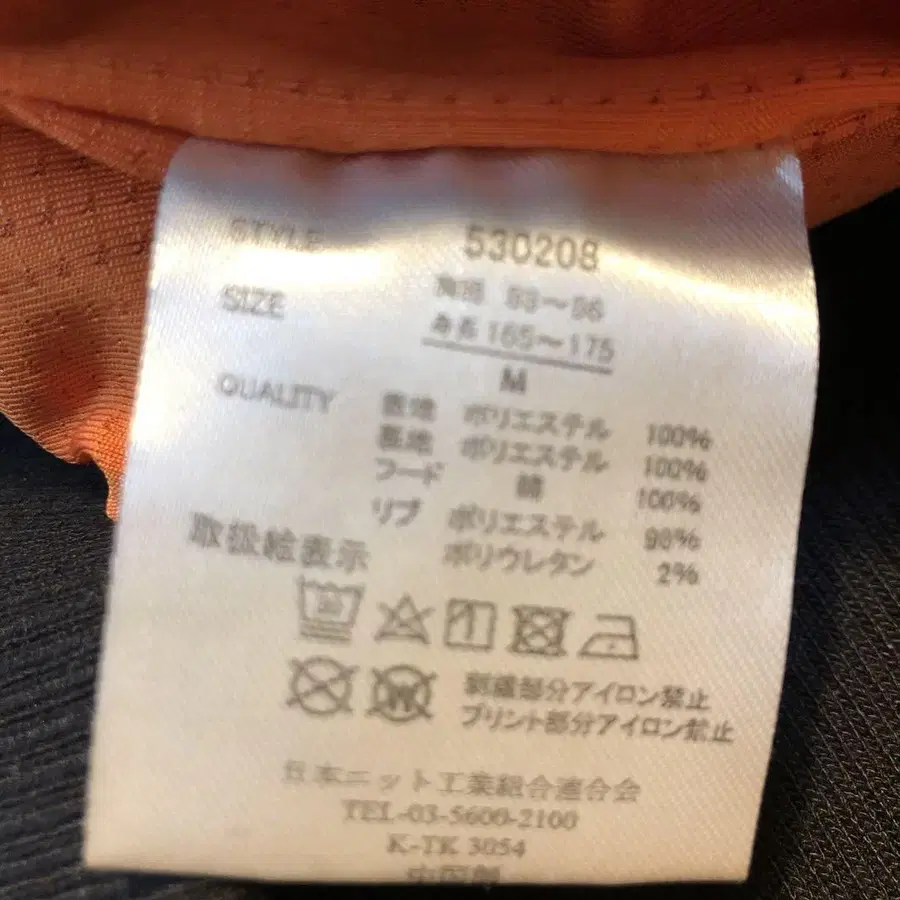 STYLE 530208
SIZE 胸囲 88〜96
身長 165〜175
M
QUALITY 表地 ポリエステル 100%
裏地 ポリエステル 100%
フード 綿 100%
リブ ポリエステル 98%
ポリウレタン 2%
取扱絵表示
刺繍部分アイロン禁止
プリント部分アイロン禁止
日本ニット工業組合連合会
TEL-03-5600-2100
K-TK 3054
中国製